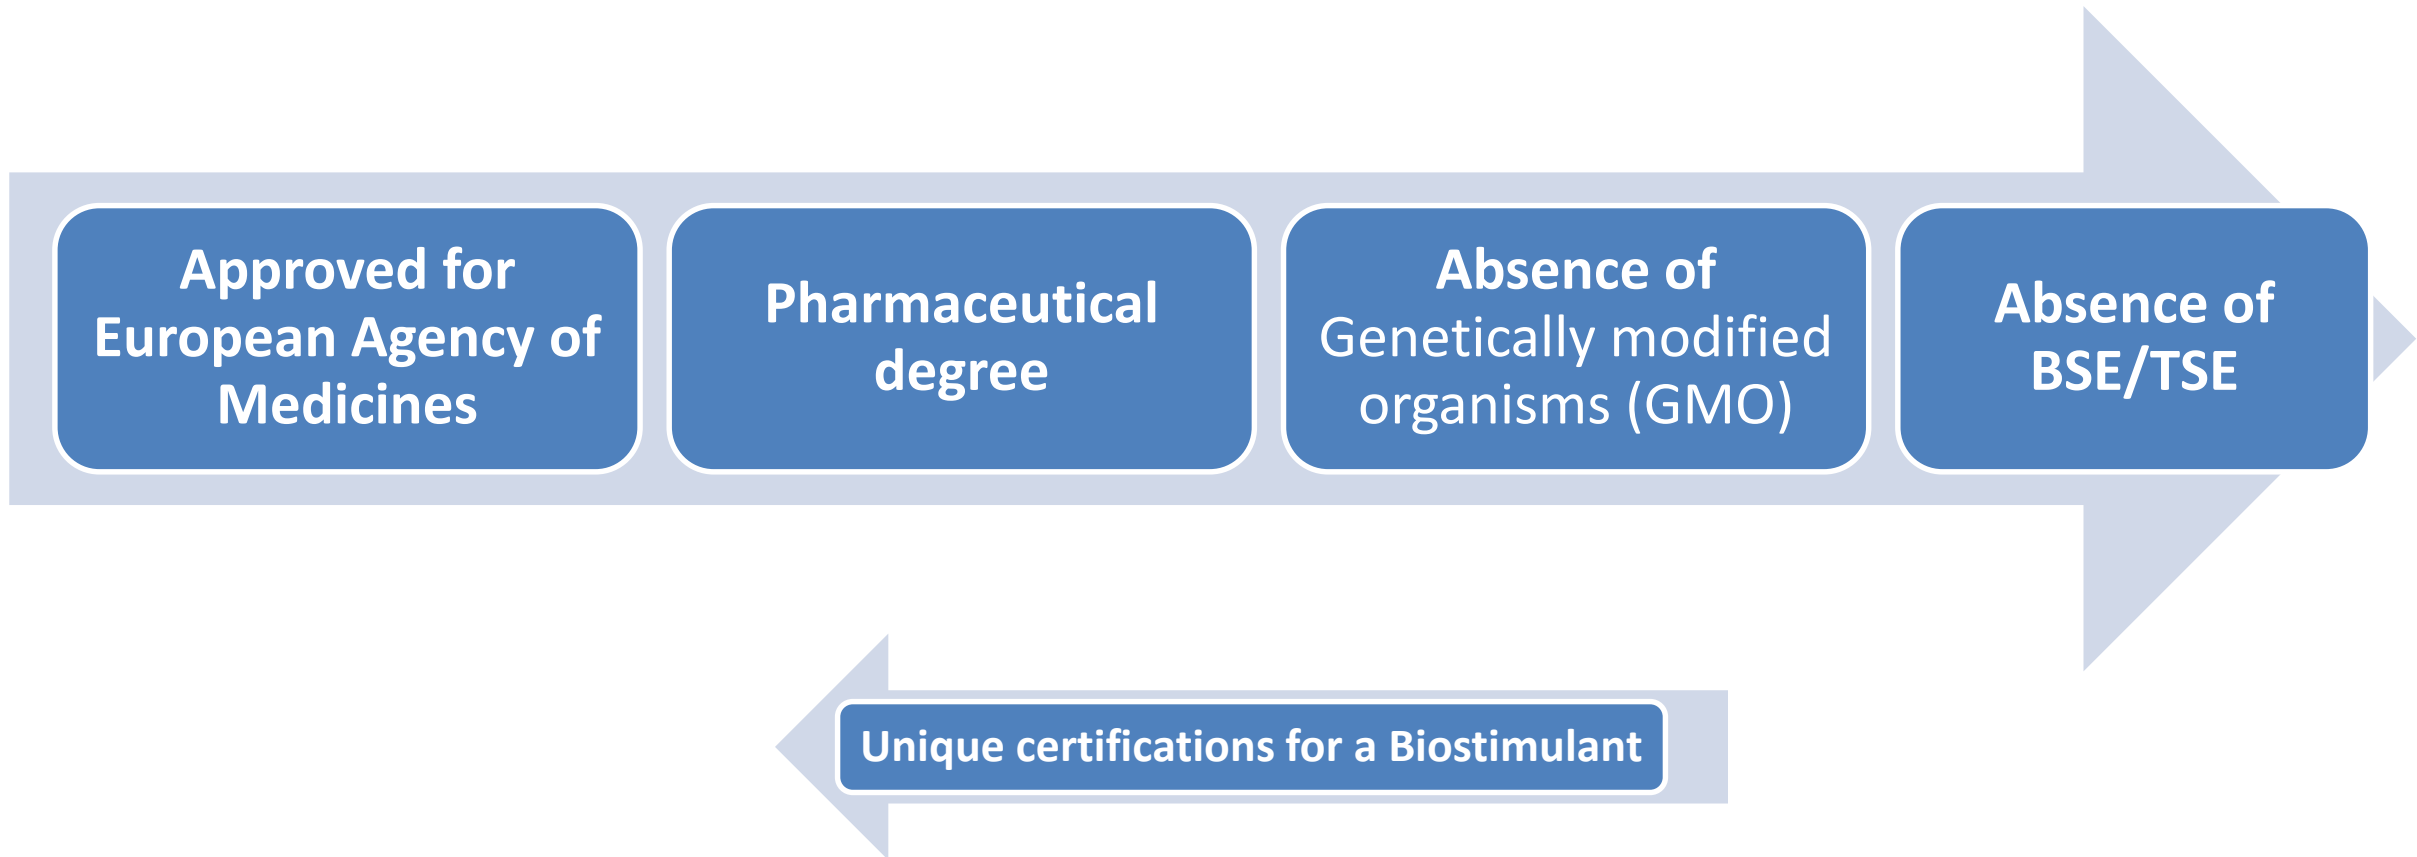 Approved for
European Agency of
Medicines
Pharmaceutical
degree
Absence of
Genetically modified
organisms (GMO)
Absence of
BSE/TSE
Unique certifications for a Biostimulant